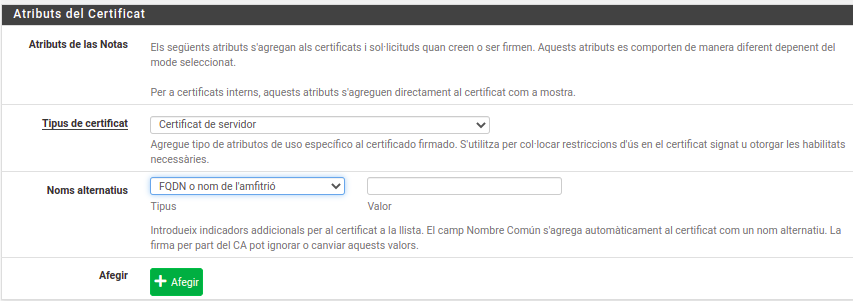 Atributs del Certificat
Atributs de las Notas
Els següents atributs s'agregan als certificats i sol·licituds quan creen o ser firmen. Aquests atributs es comporten de manera diferent depenent del
mode seleccionat.
Per a certificats interns, aquests atributs s'agreguen directament al certificat com a mostra.
Tipus de certificat
Certificat de servidor
Agregue tipo de atributos de uso específico al certificado firmado. S'utilitza per col·locar restriccions d'ús en el certificat signat u otorgar les habilitats
necessàries.
Noms alternatius
FQDN o nom de l'amfitrió
Tipus
Valor
Introdueix indicadors addicionals per al certificat a la llista. El camp Nombre Común s'agrega automàticament al certificat com un nom alternatiu. La
firma per part del CA pot ignorar o canviar aquests valors.
Afegir
Afegir